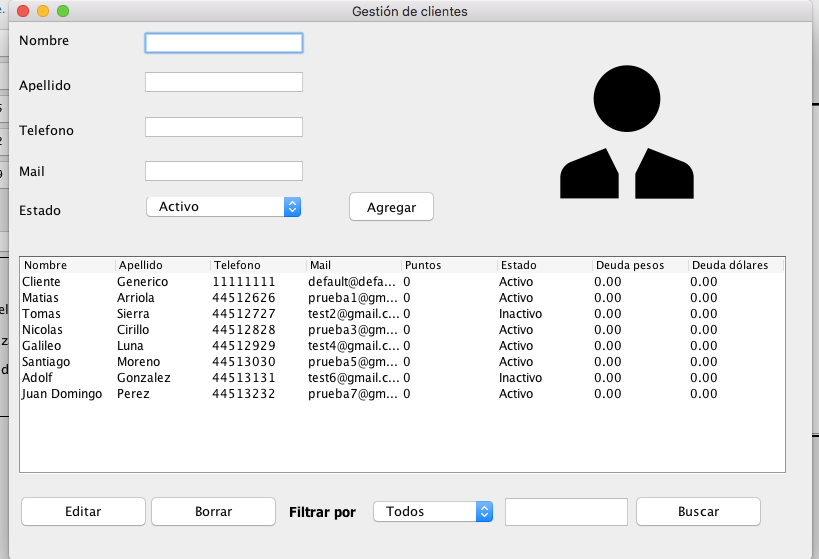 Gestión de clientes
Nombre
Apellido
Telefono
Mail
Estado Activo Agregar
Nombre Apellido Telefono Mail Puntos Estado Deuda pesos Deuda dólares
Cliente Generico 11111111 default@defa... 0 Activo 0.00 0.00
Matias Arriola 44512626 prueba1@gm... 0 Activo 0.00 0.00
Tomas Sierra 44512727 test2@gmail.c... 0 Inactivo 0.00 0.00
Nicolas Cirillo 44512828 prueba3@gm... 0 Activo 0.00 0.00
Galileo Luna 44512929 test4@gmail.c... 0 Activo 0.00 0.00
Santiago Moreno 44513030 prueba5@gm... 0 Activo 0.00 0.00
Adolf Gonzalez 44513131 test6@gmail.c... 0 Inactivo 0.00 0.00
Juan Domingo Perez 44513232 prueba7@gm... 0 Activo 0.00 0.00
Editar Borrar Filtrar por Todos Buscar